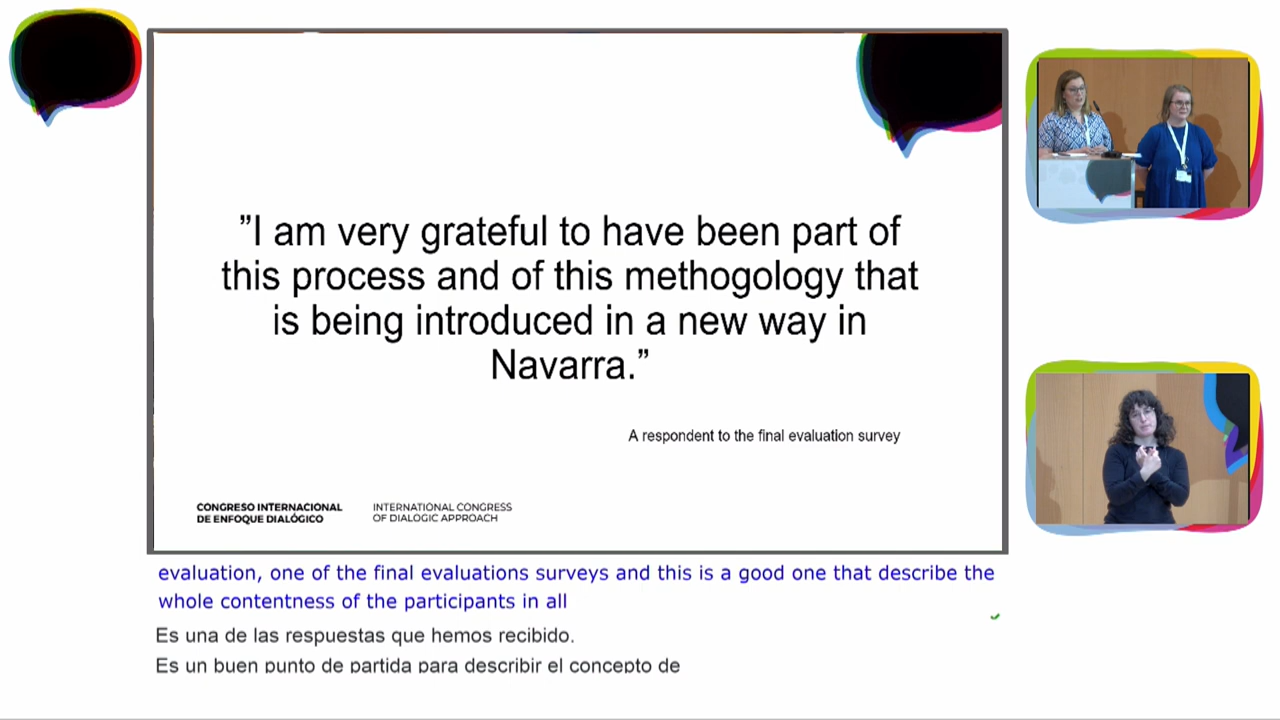 ”I am very grateful to have been part of
this process and of this methogology that
is being introduced in a new way in
Navarra.”
A respondent to the final evaluation survey
CONGRESO INTERNACIONAL
DE ENFOQUE DIALÓGICO
INTERNATIONAL CONGRESS
OF DIALOGIC APPROACH
evaluation, one of the final evaluations surveys and this is a good one that describe the
whole contentness of the participants in all
Es una de las respuestas que hemos recibido.
Es un buen punto de partida para describir el concepto de